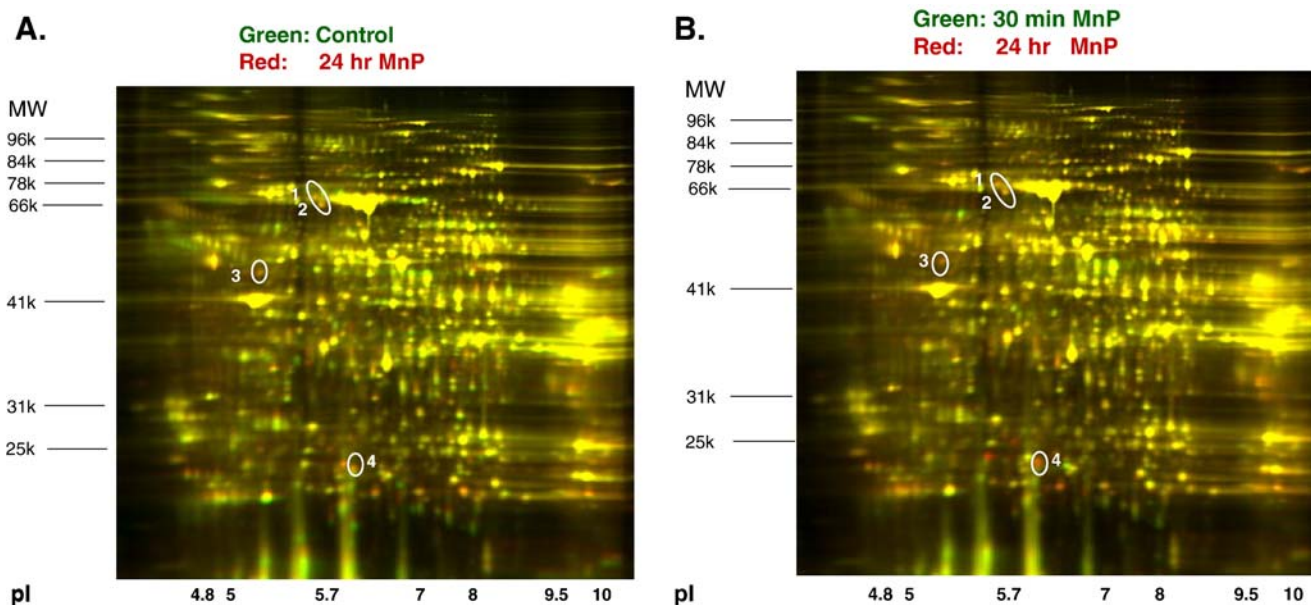 A.
Green: Control
Red: 24 hr MnP
MW
96k
84k
78k
66k
41k
31k
25k
1
2
3
4
pI 4.8 5 5.7 7 8 9.5 10
B.
Green: 30 min MnP
Red: 24 hr MnP
MW
96k
84k
78k
66k
41k
31k
25k
1
2
3
4
pI 4.8 5 5.7 7 8 9.5 10